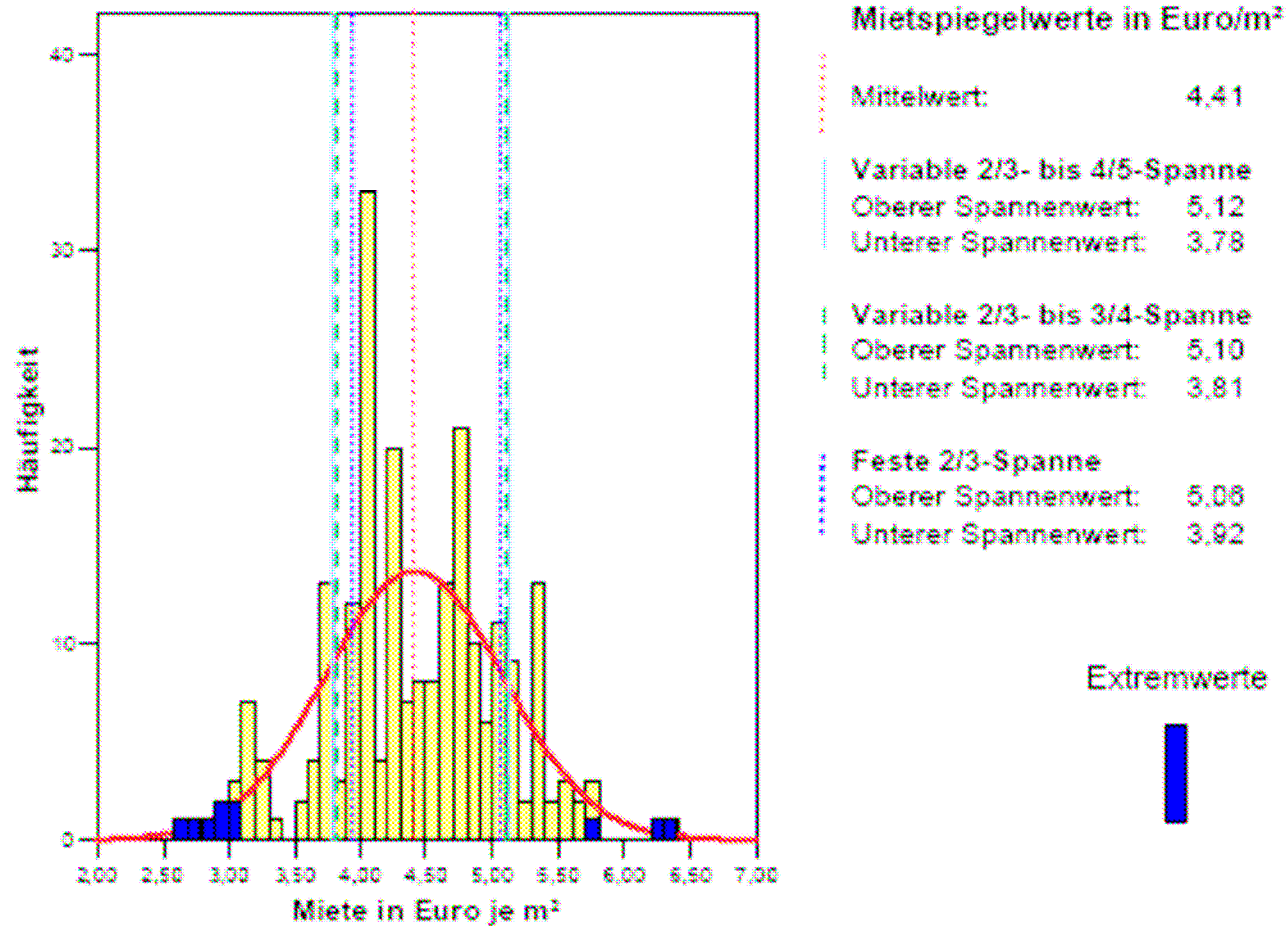 Mietspiegelwerte in Euro/m²
Mittelwert: 4,41
Variable 2/3- bis 4/5-Spanne
Oberer Spannenwert: 5,12
Unterer Spannenwert: 3,78
Variable 2/3- bis 3/4-Spanne
Oberer Spannenwert: 5,10
Unterer Spannenwert: 3,81
Feste 2/3-Spanne
Oberer Spannenwert: 5,06
Unterer Spannenwert: 3,92
Extremwerte
Häufigkeit
40
30
20
10
0
2,00 2,50 3,00 3,50 4,00 4,50 5,00 5,50 6,00 6,50 7,00
Miete in Euro je m²